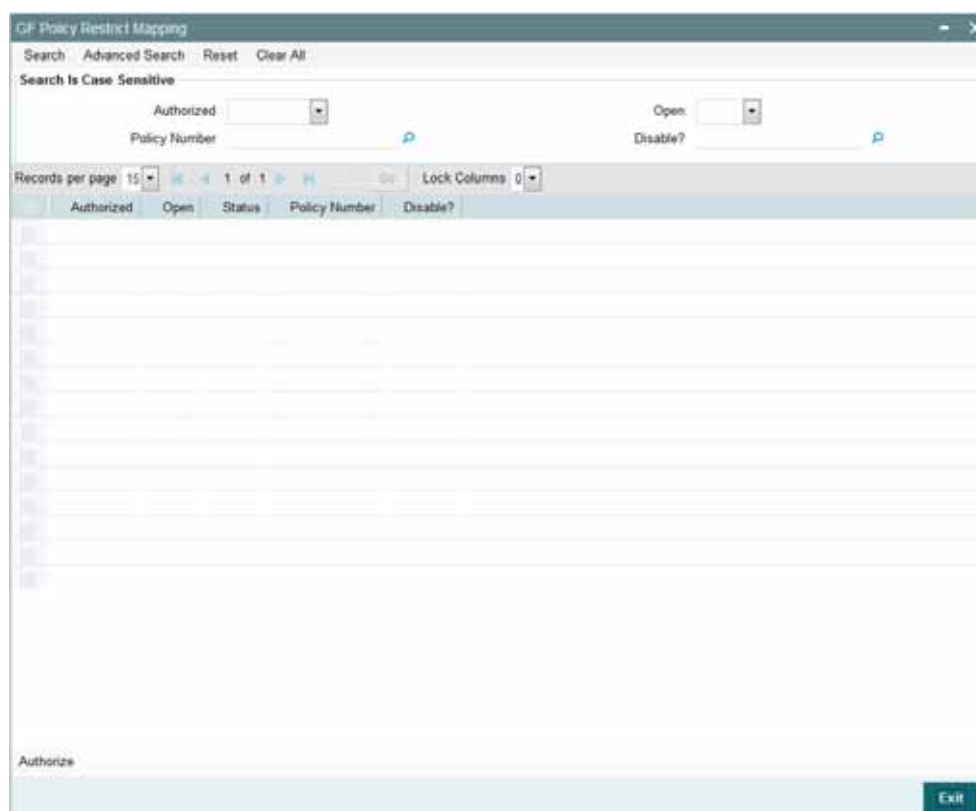 GF Policy Restrict Mapping
Search Advanced Search Reset Clear All
Search Is Case Sensitive
Authorized Open
Policy Number Disable?
Records per page 15 1 of 1 Go Lock Columns 0
Authorized Open Status Policy Number Disable?
Authorize
Exit